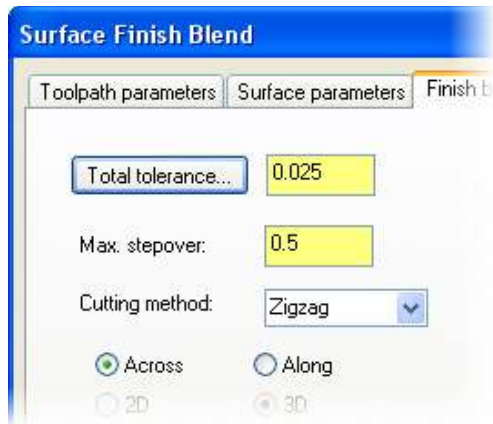 Surface Finish Blend
Toolpath parameters Surface parameters Finish
Total tolerance... 0.025
Max. stepover: 0.5
Cutting method: Zigzag
Across Along
2D 3D